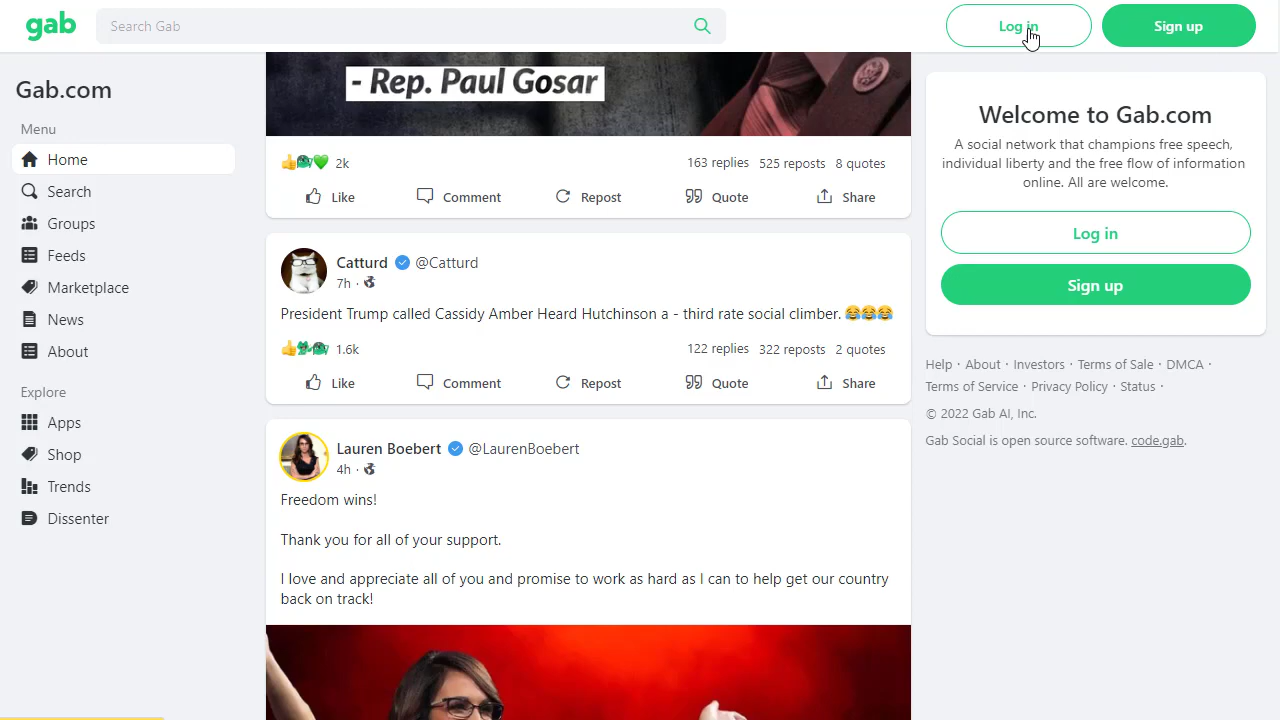 gab
Search Gab
Log in
Sign up
Gab.com
Menu
Home
Search
Groups
Feeds
Marketplace
News
About
Explore
Apps
Shop
Trends
Dissenter
- Rep. Paul Gosar
2k
163 replies 525 reposts 8 quotes
Like Comment Repost Quote Share
Catturd @Catturd
7h ·
President Trump called Cassidy Amber Heard Hutchinson a - third rate social climber. 😂😂😂
1.6k
122 replies 322 reposts 2 quotes
Like Comment Repost Quote Share
Lauren Boebert @LaurenBoebert
4h ·
Freedom wins!
Thank you for all of your support.
I love and appreciate all of you and promise to work as hard as I can to help get our country
back on track!
Welcome to Gab.com
A social network that champions free speech,
individual liberty and the free flow of information
online. All are welcome.
Log in
Sign up
Help · About · Investors · Terms of Sale · DMCA ·
Terms of Service · Privacy Policy · Status ·
© 2022 Gab AI, Inc.
Gab Social is open source software. code.gab.